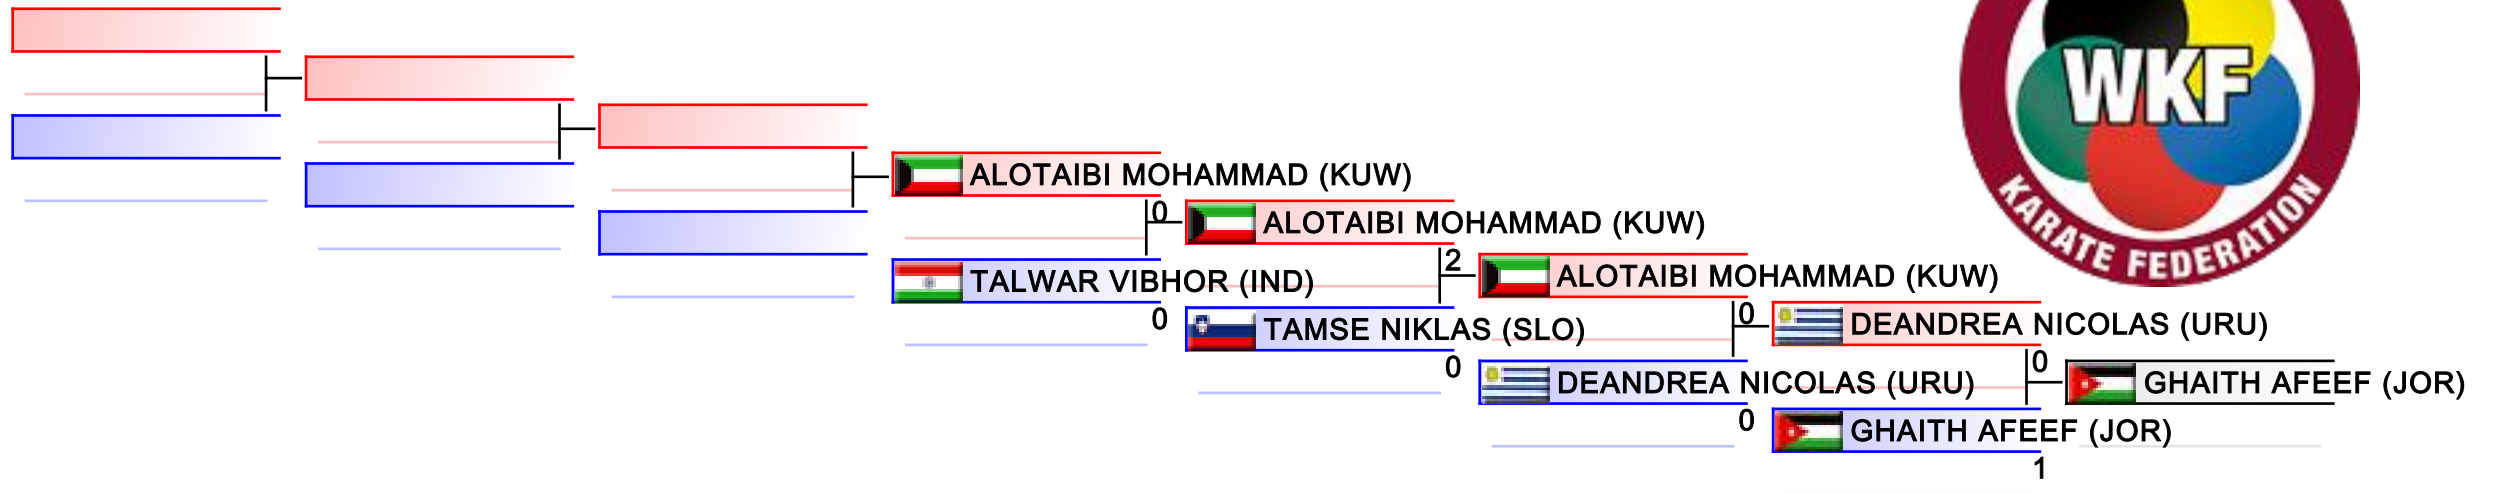 WKF
KARATE FEDERATION
ALOTAIBI MOHAMMAD (KUW)
0
ALOTAIBI MOHAMMAD (KUW)
2
TALWAR VIBHOR (IND)
0
ALOTAIBI MOHAMMAD (KUW)
0
TAMSE NIKLAS (SLO)
0
DEANDREA NICOLAS (URU)
0
DEANDREA NICOLAS (URU)
0
GHAITH AFEEF (JOR)
GHAITH AFEEF (JOR)
1